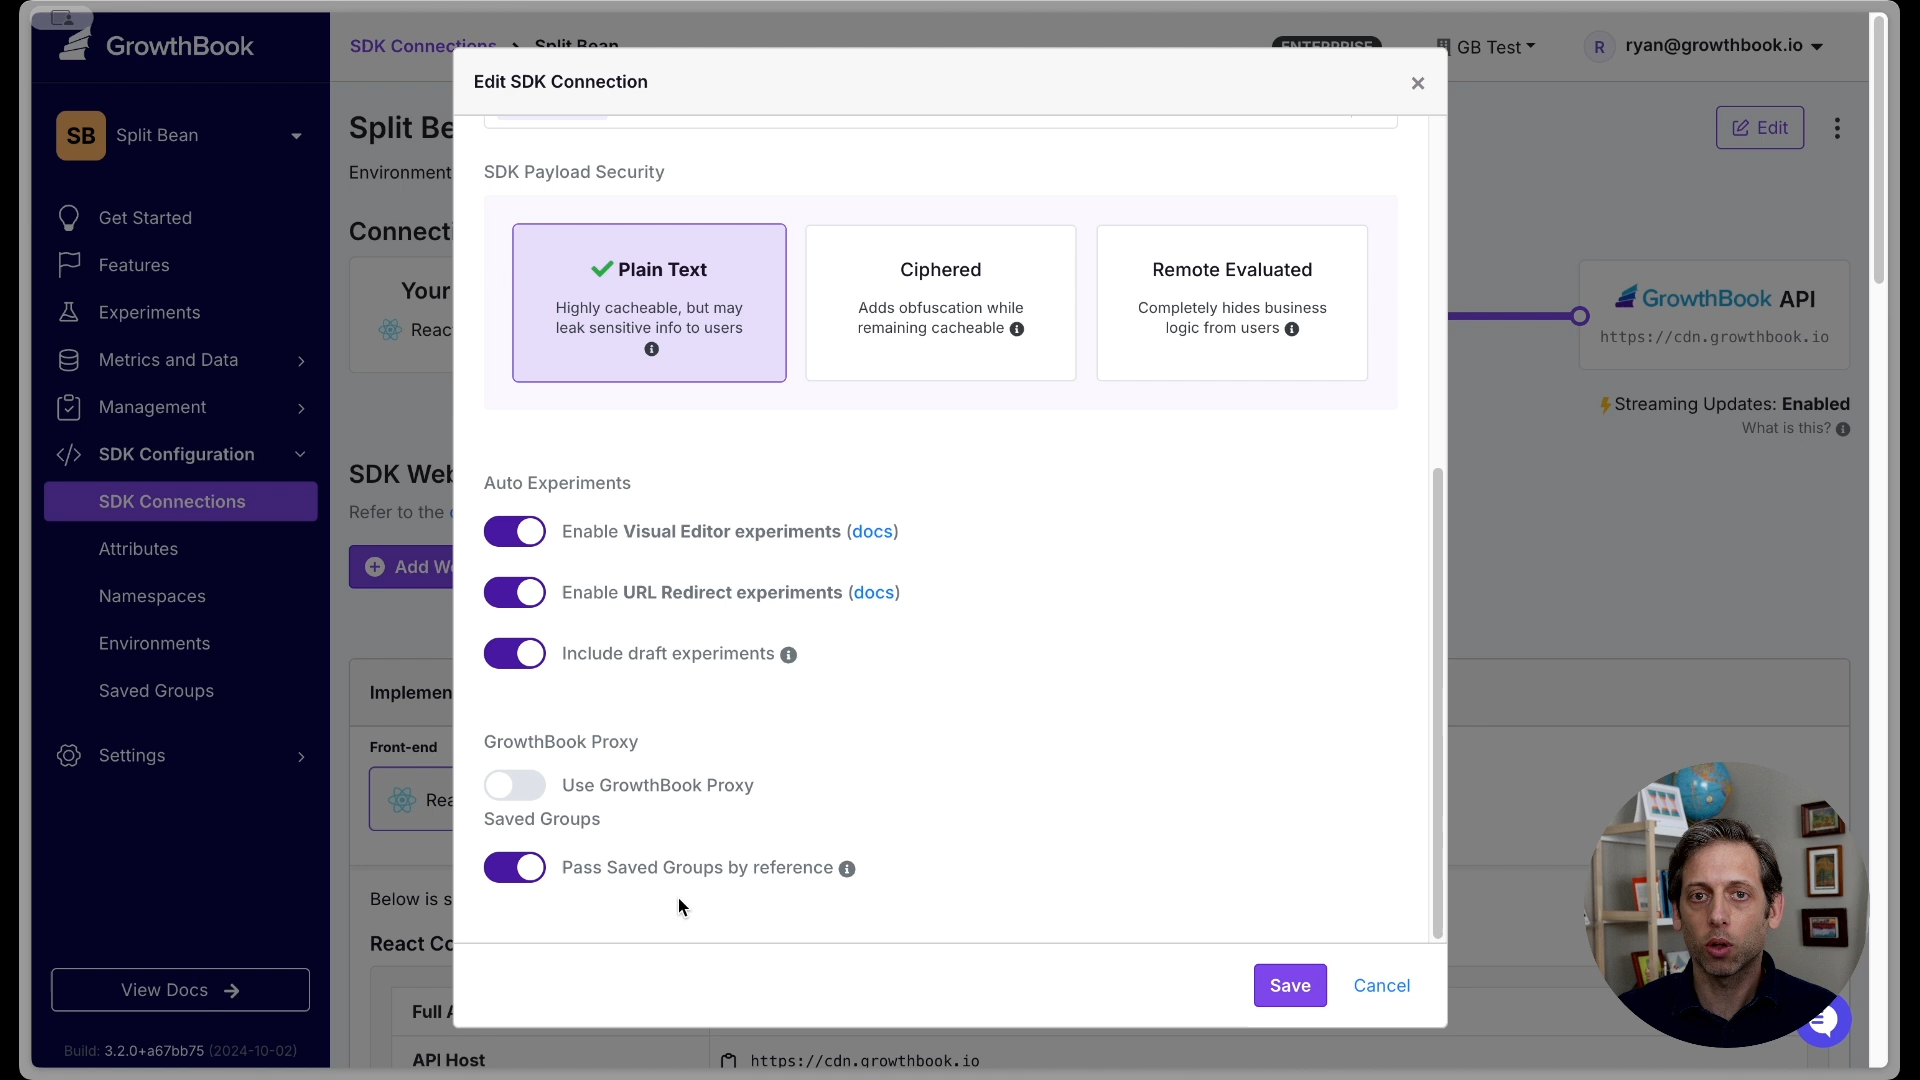 GrowthBook
SDK Connections > Split Bean
ENTERPRISE
GB Test
R
ryan@growthbook.io
SB
Split Bean
Get Started
Features
Experiments
Metrics and Data
Management
SDK Configuration
SDK Connections
Attributes
Namespaces
Environments
Saved Groups
Settings
View Docs
Build: 3.2.0+a67bb75 (2024-10-02)
Split Be
Environment
Connecti
Your
Reac
SDK Web
Refer to the
Add We
Implemen
Front-end
Rea
Below is s
React Co
Full A
API Host
https://cdn.growthbook.io
Edit
GrowthBook API
https://cdn.growthbook.io
Streaming Updates: Enabled
What is this?
Edit SDK Connection
×
SDK Payload Security
Plain Text
Highly cacheable, but may
leak sensitive info to users
Ciphered
Adds obfuscation while
remaining cacheable
Remote Evaluated
Completely hides business
logic from users
Auto Experiments
Enable Visual Editor experiments (docs)
Enable URL Redirect experiments (docs)
Include draft experiments
GrowthBook Proxy
Use GrowthBook Proxy
Saved Groups
Pass Saved Groups by reference
Save
Cancel